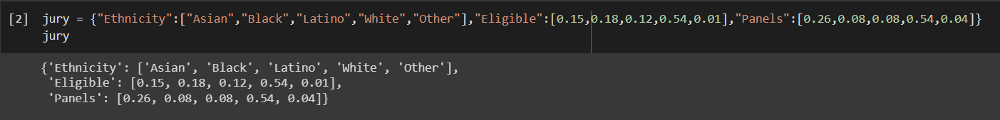 [2] jury = {"Ethnicity":["Asian","Black","Latino","White","Other"],"Eligible":[0.15,0.18,0.12,0.54,0.01],"Panels":[0.26,0.08,0.08,0.54,0.04]}
jury
{'Ethnicity': ['Asian', 'Black', 'Latino', 'White', 'Other'],
'Eligible': [0.15, 0.18, 0.12, 0.54, 0.01],
'Panels': [0.26, 0.08, 0.08, 0.54, 0.04]}